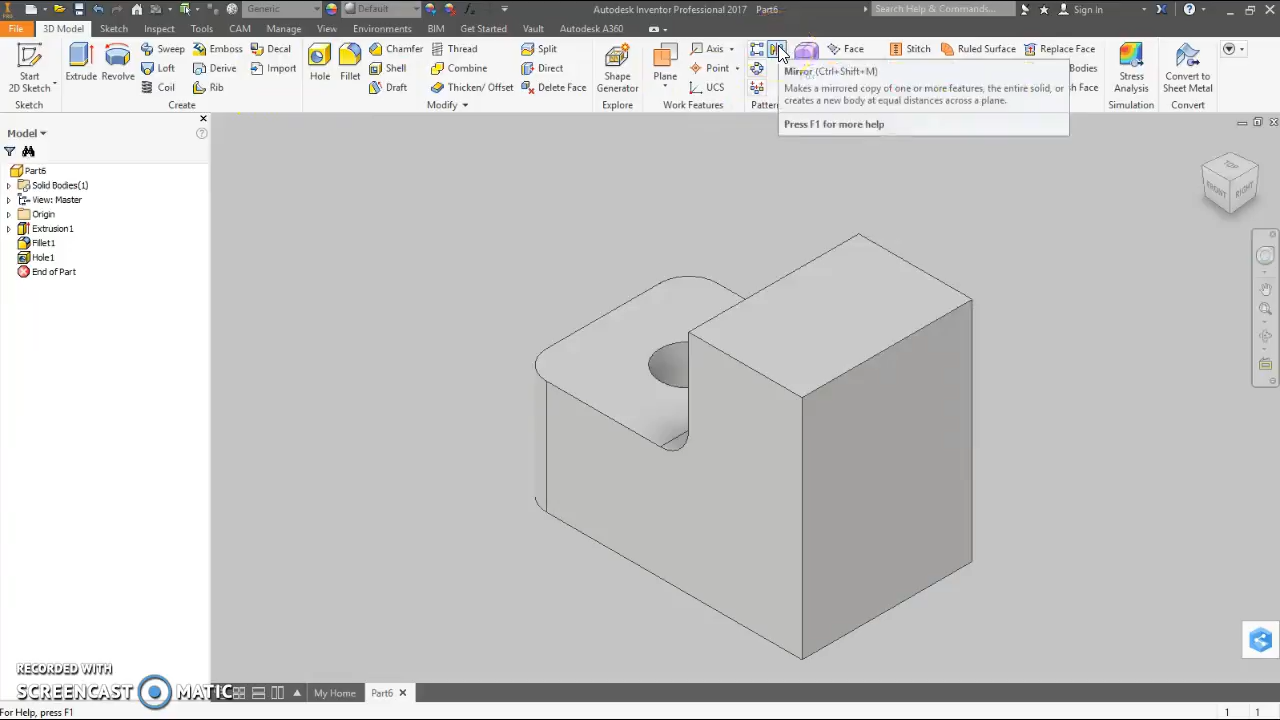 Generic
Default
Autodesk Inventor Professional 2017 Part6
Search Help & Commands...
Sign In
File 3D Model Sketch Inspect Tools CAM Manage View Environments BIM Get Started Vault Autodesk A360
Start
2D Sketch
Sketch
Extrude
Revolve
Sweep
Loft
Coil
Emboss
Derive
Rib
Decal
Import
Create
Hole
Fillet
Chamfer
Shell
Draft
Thread
Combine
Thicken/ Offset
Split
Direct
Delete Face
Modify
Shape
Generator
Explore
Plane
Axis
Point
UCS
Work Features
Pattern
Face
Stitch
Ruled Surface
Replace Face
Bodies
Face
Stress
Analysis
Simulation
Convert to
Sheet Metal
Convert
Mirror (Ctrl+Shift+M)
Makes a mirrored copy of one or more features, the entire solid, or
creates a new body at equal distances across a plane.
Press F1 for more help
Model
Part6
Solid Bodies(1)
View: Master
Origin
Extrusion1
Fillet1
Hole1
End of Part
TOP
FRONT
RIGHT
RECORDED WITH
SCREENCAST MATIC
My Home
Part6
For Help, press F1
1 1